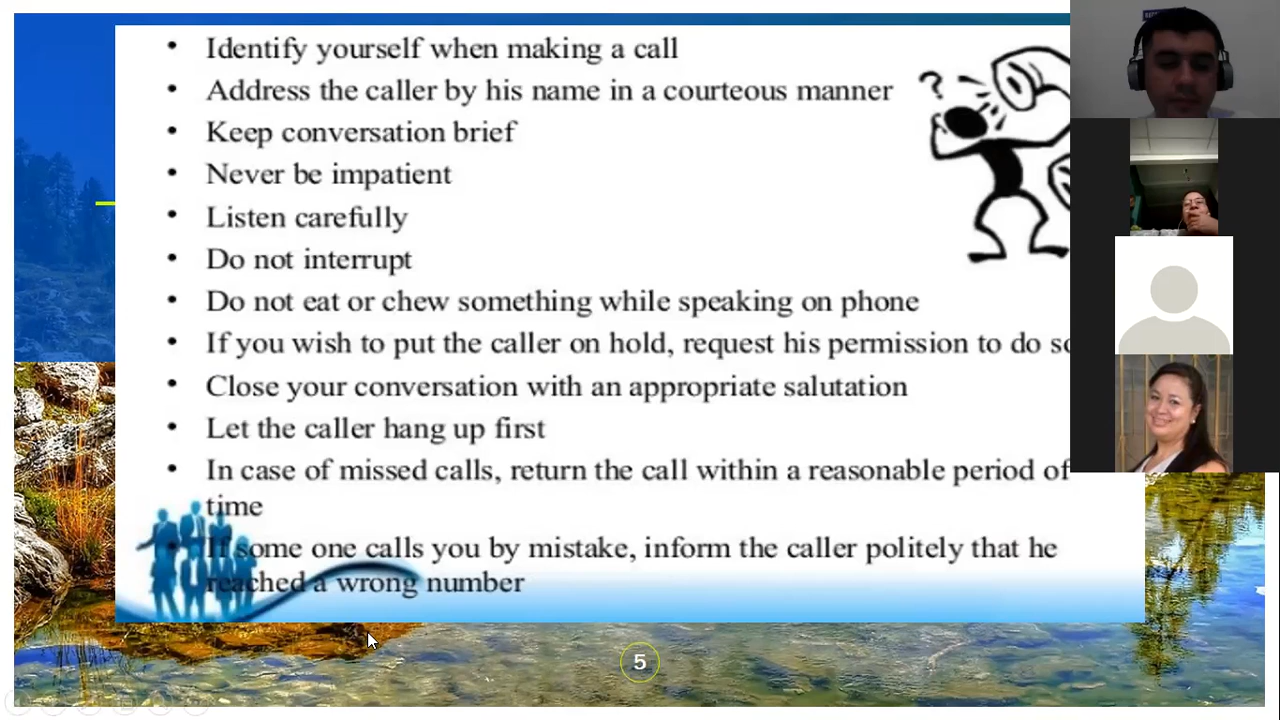 • Identify yourself when making a call
• Address the caller by his name in a courteous manner
• Keep conversation brief
• Never be impatient
• Listen carefully
• Do not interrupt
• Do not eat or chew something while speaking on phone
• If you wish to put the caller on hold, request his permission to do so
• Close your conversation with an appropriate salutation
• Let the caller hang up first
• In case of missed calls, return the call within a reasonable period of
time
• If some one calls you by mistake, inform the caller politely that he
reached a wrong number
?
5